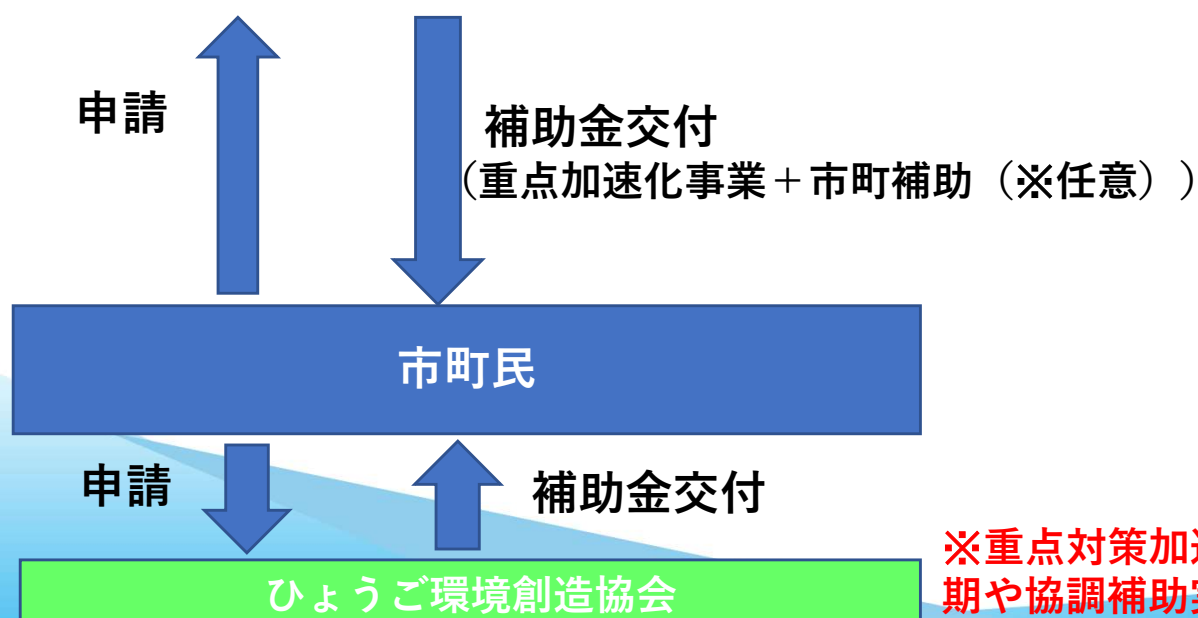 申請
補助金交付
（重点加速化事業＋市町補助（※任意））
市町民
申請
補助金交付
※重点対策加
期や協調補助
ひょうご環境創造協会